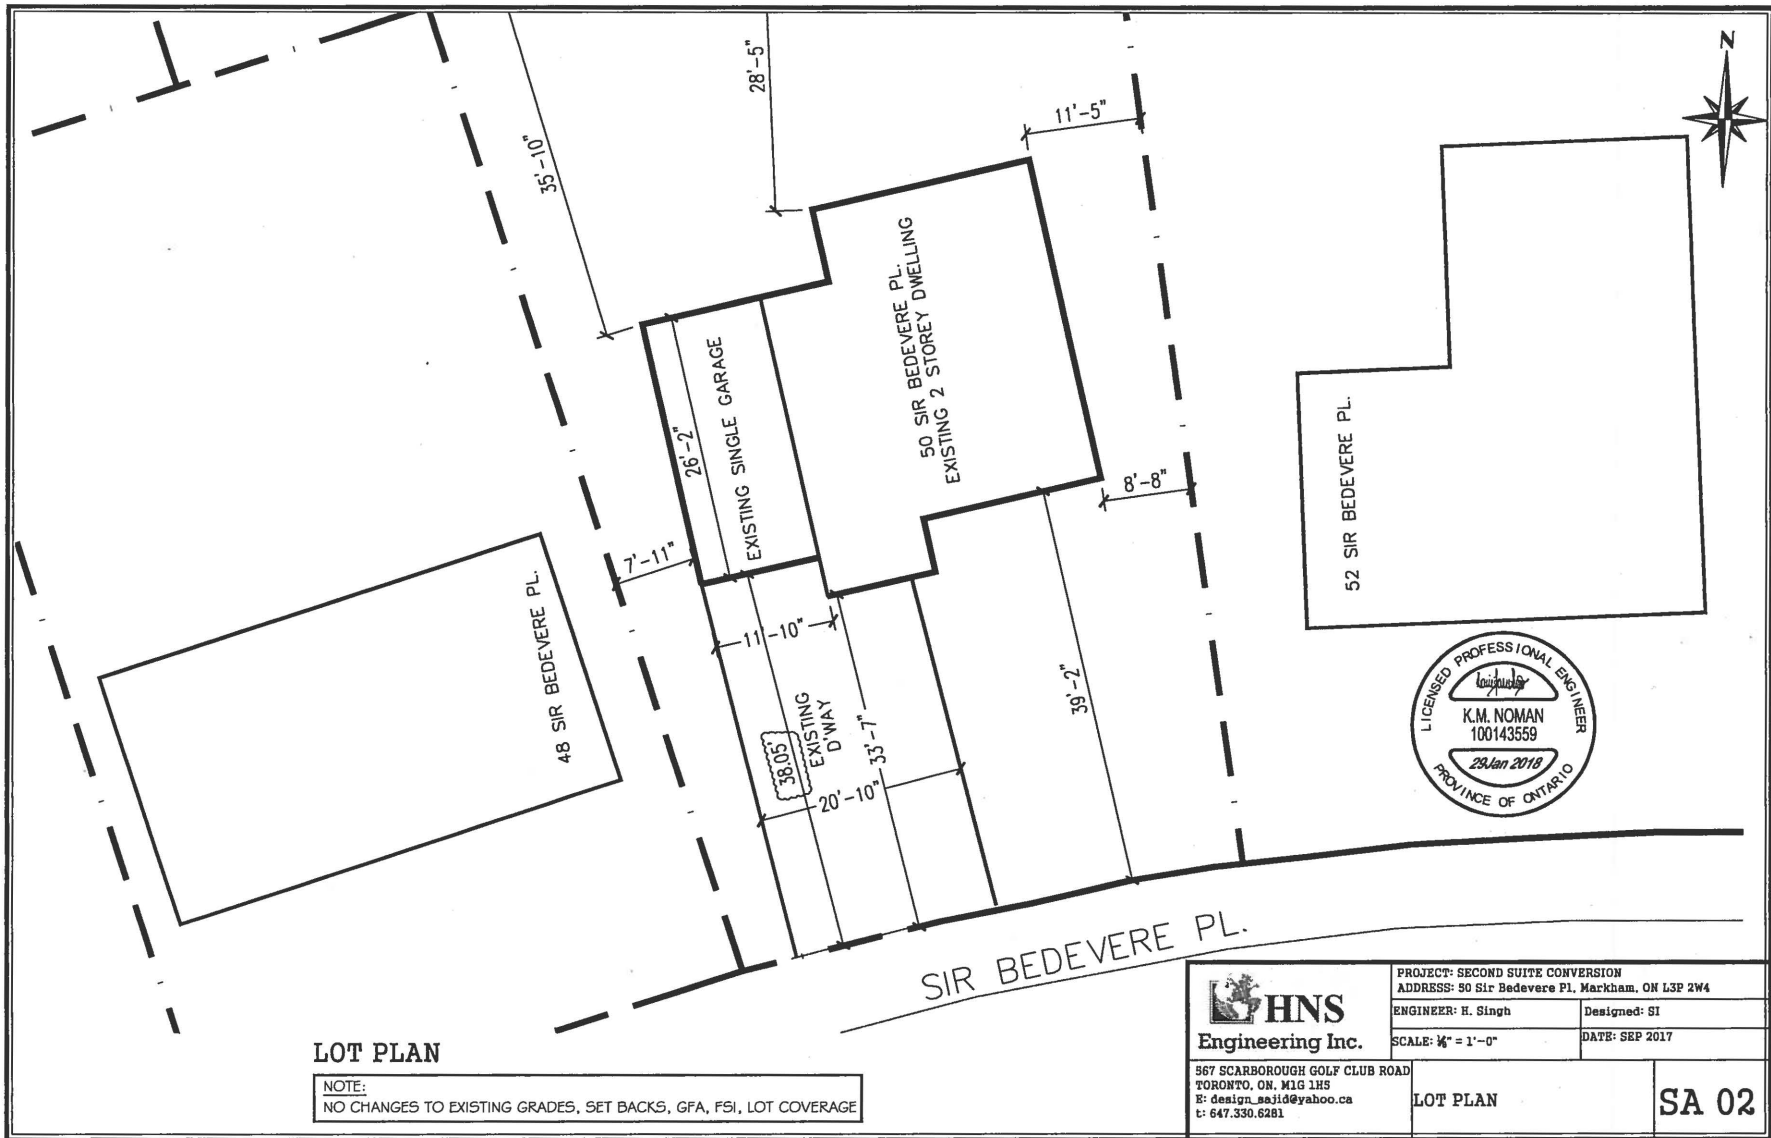 N
28'-5"
11'-5"
35'-10"
50 SIR BEDEVERE PL.
EXISTING 2 STOREY DWELLING
EXISTING SINGLE GARAGE
26'-2"
8'-8"
7'-11"
52 SIR BEDEVERE PL.
48 SIR BEDEVERE PL.
11'-10"
39'-2"
EXISTING
D'WAY
38.05'
33'-7"
20'-10"
LICENSED PROFESSIONAL ENGINEER
K.M. NOMAN
100143559
29 Jan 2018
PROVINCE OF ONTARIO
SIR BEDEVERE PL.
LOT PLAN
NOTE:
NO CHANGES TO EXISTING GRADES, SET BACKS, GFA, FSI, LOT COVERAGE
HNS
Engineering Inc.
567 SCARBOROUGH GOLF CLUB ROAD
TORONTO, ON, M1G 1H5
E: design_sajid@yahoo.ca
t: 647.330.6281
PROJECT: SECOND SUITE CONVERSION
ADDRESS: 50 Sir Bedevere Pl, Markham, ON L3P 2W4
ENGINEER: H. Singh
Designed: SI
SCALE: = 1'-0"
DATE: SEP 2017
LOT PLAN
SA 02